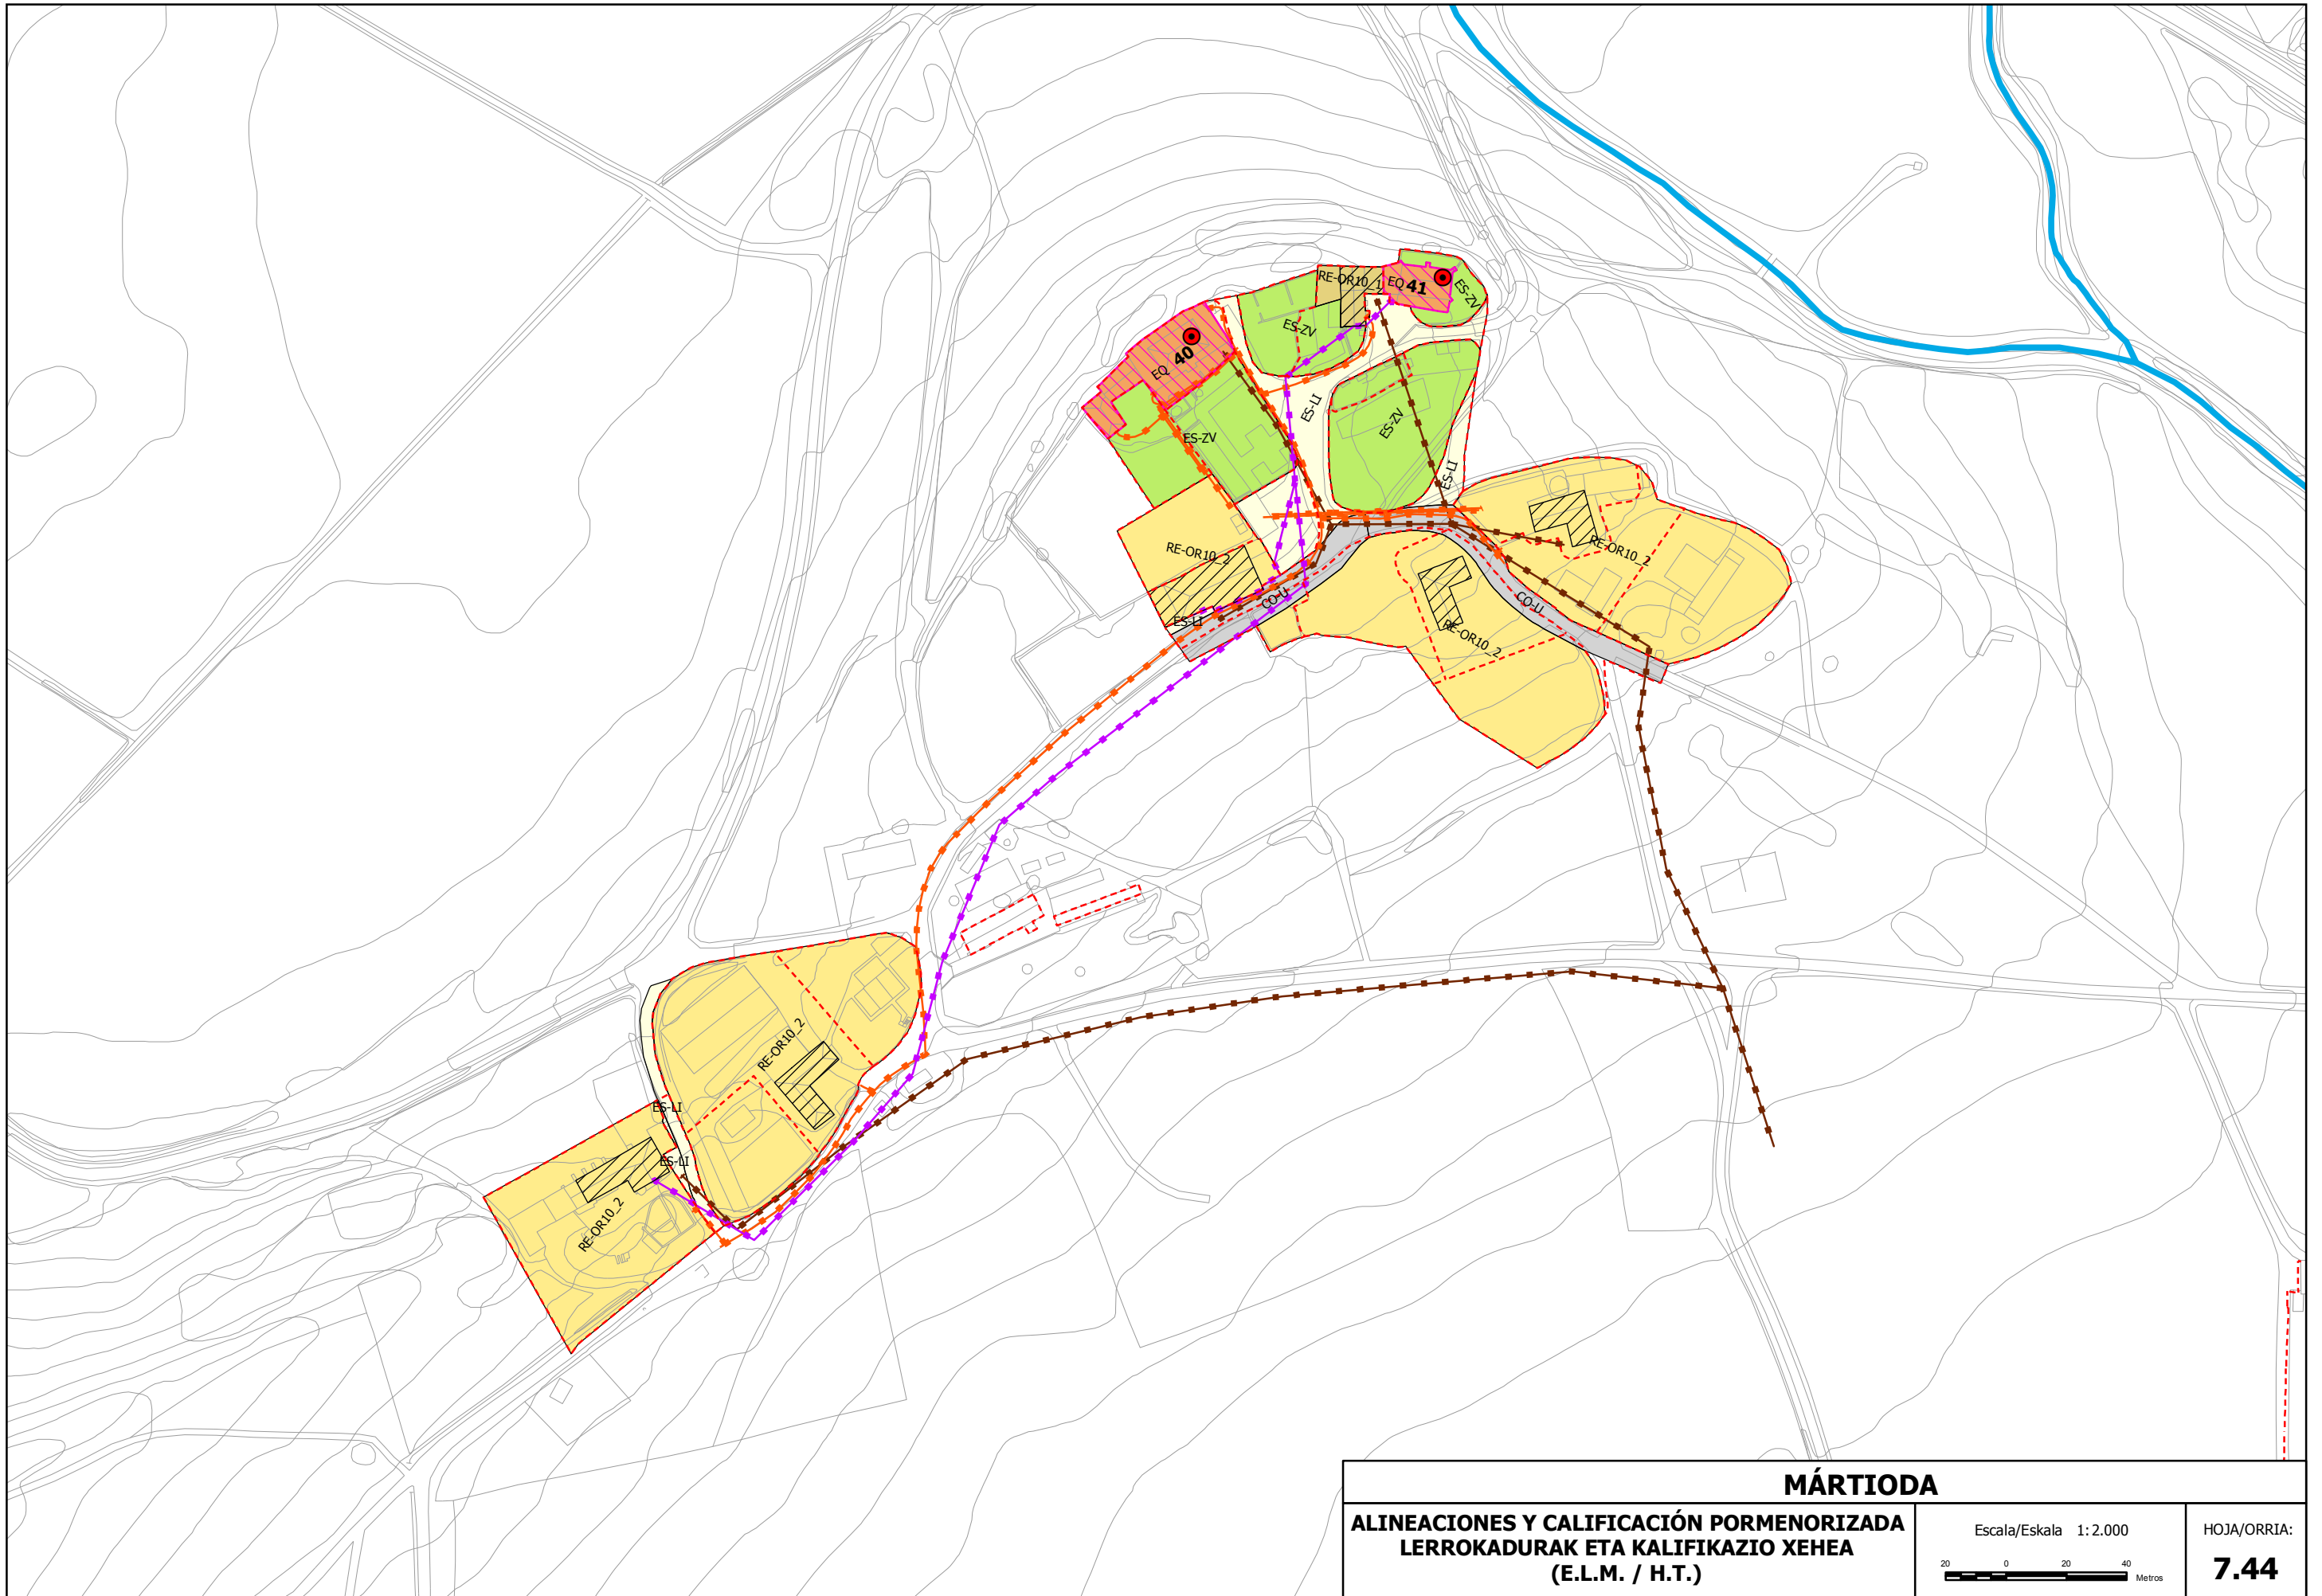 RE-OR10_1
EQ 41
ES-ZV
ES-ZV
40
EQ
ES-LI
ES-ZV
ES-ZV
ES-LI
RE-OR10_2
RE-OR10_2
CO-LI
CO-LI
ES-LI
RE-OR10_2
RE-OR10_2
ES-LI
ES-LI
RE-OR10_2
MÁRTIODA
ALINEACIONES Y CALIFICACIÓN PORMENORIZADA
LERROKADURAK ETA KALIFIKAZIO XEHEA
(E.L.M. / H.T.)
Escala/Eskala 1:2.000
20 0 20 40
Metros
HOJA/ORRIA:
7.44